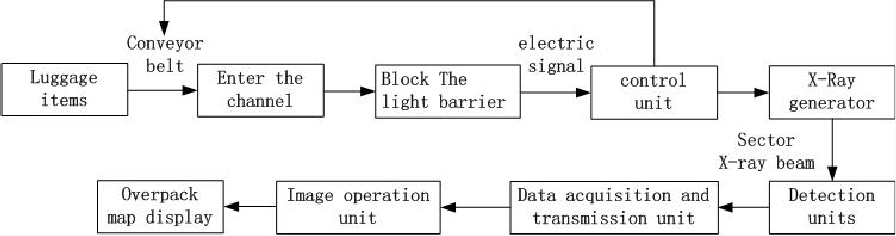 Luggage
items
Conveyor
belt
Enter the
channel
Block The
light barrier
electric
signal
control
unit
X-Ray
generator
Sector
X-ray beam
Detection
units
Data acquisition and
transmission unit
Image operation
unit
Overpack
map display